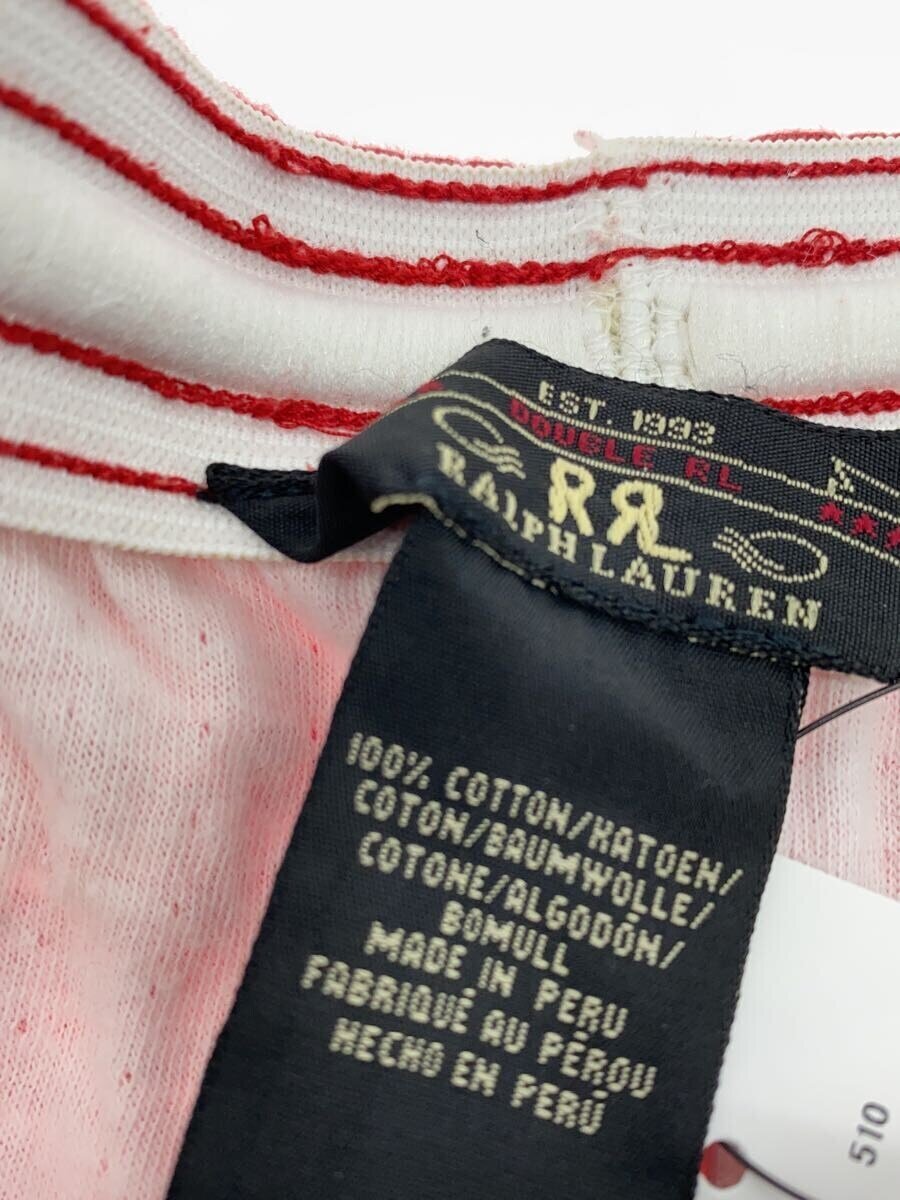 EST. 1993
DOUBLE RL
RRL
RALPH LAUREN
100% COTTON/KATOEN/
COTON/BAUMWOLLE/
COTONE/ALGODÓN/
BOMULL
MADE IN PERU
FABRIQUÉ AU PÉROU
HECHO EN PERÚ
510